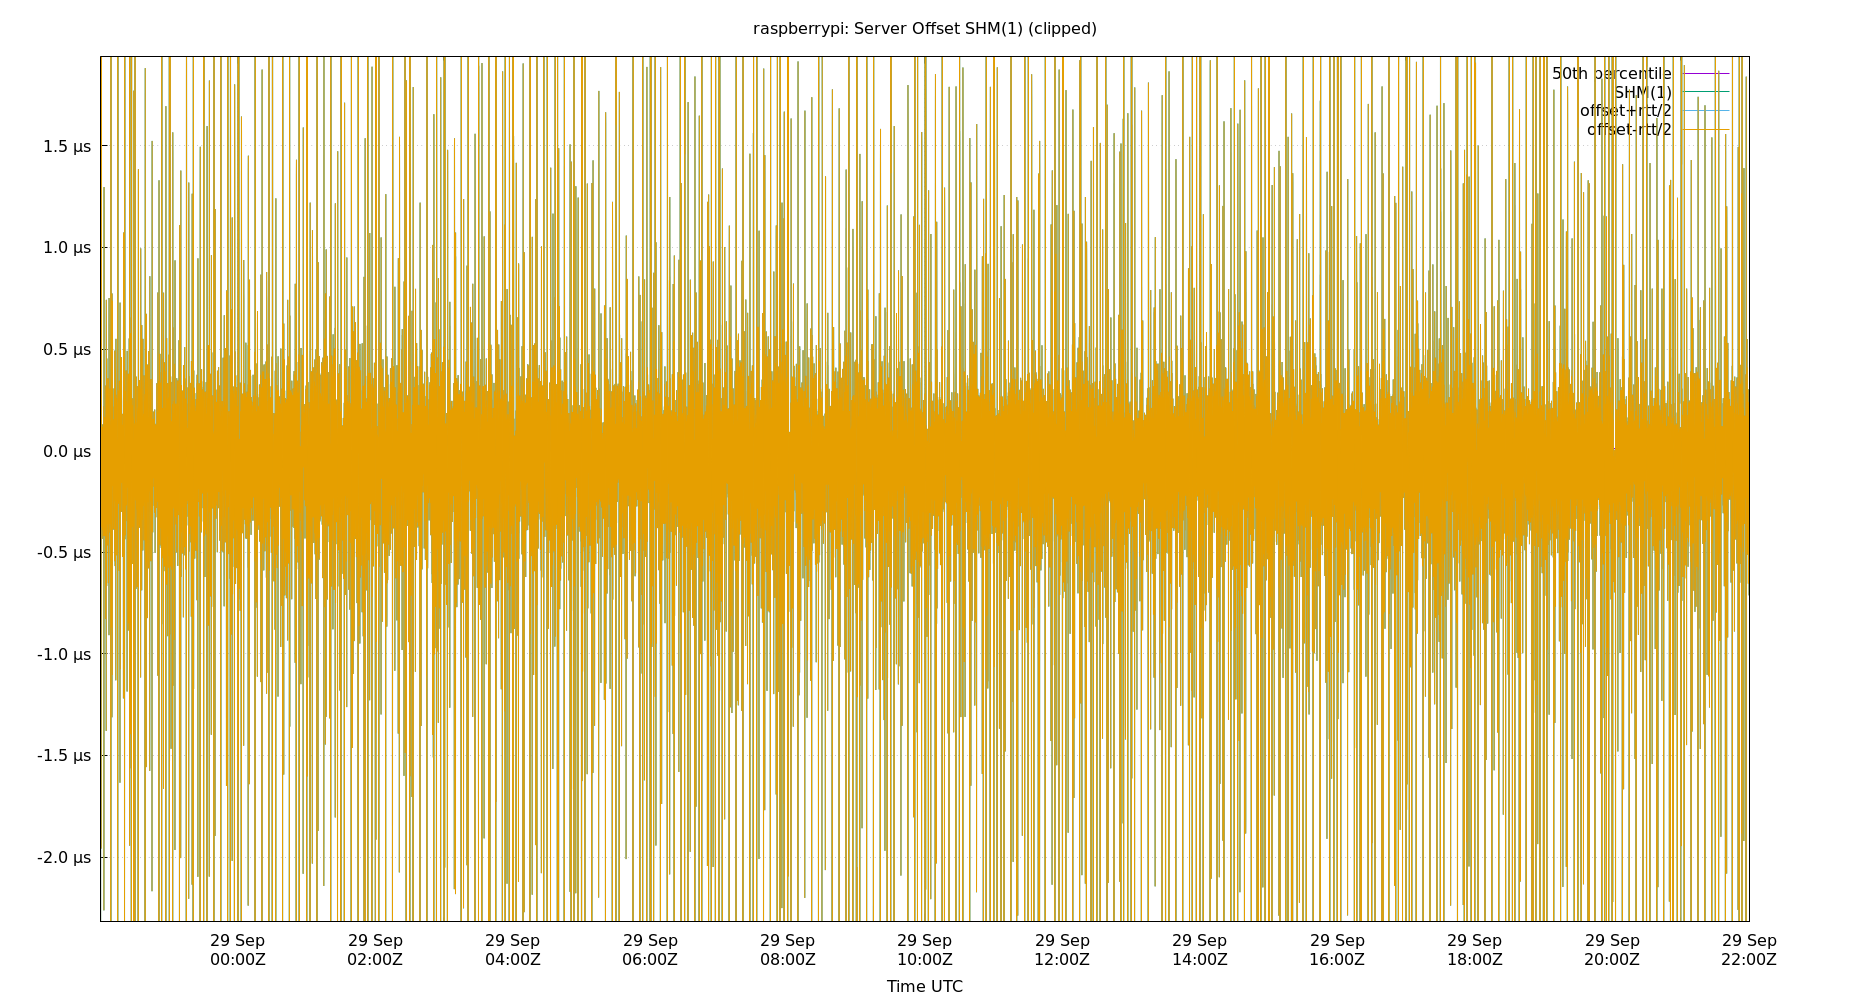 raspberrypi: Server Offset SHM(1) (clipped)
50th percentile
SHM(1)
offset+rtt/2
offset-rtt/2
1.5 µs
1.0 µs
0.5 µs
0.0 µs
-0.5 µs
-1.0 µs
-1.5 µs
-2.0 µs
29 Sep 29 Sep 29 Sep 29 Sep 29 Sep 29 Sep 29 Sep 29 Sep 29 Sep 29 Sep 29 Sep 29 Sep
00:00Z 02:00Z 04:00Z 06:00Z 08:00Z 10:00Z 12:00Z 14:00Z 16:00Z 18:00Z 20:00Z 22:00Z
Time UTC